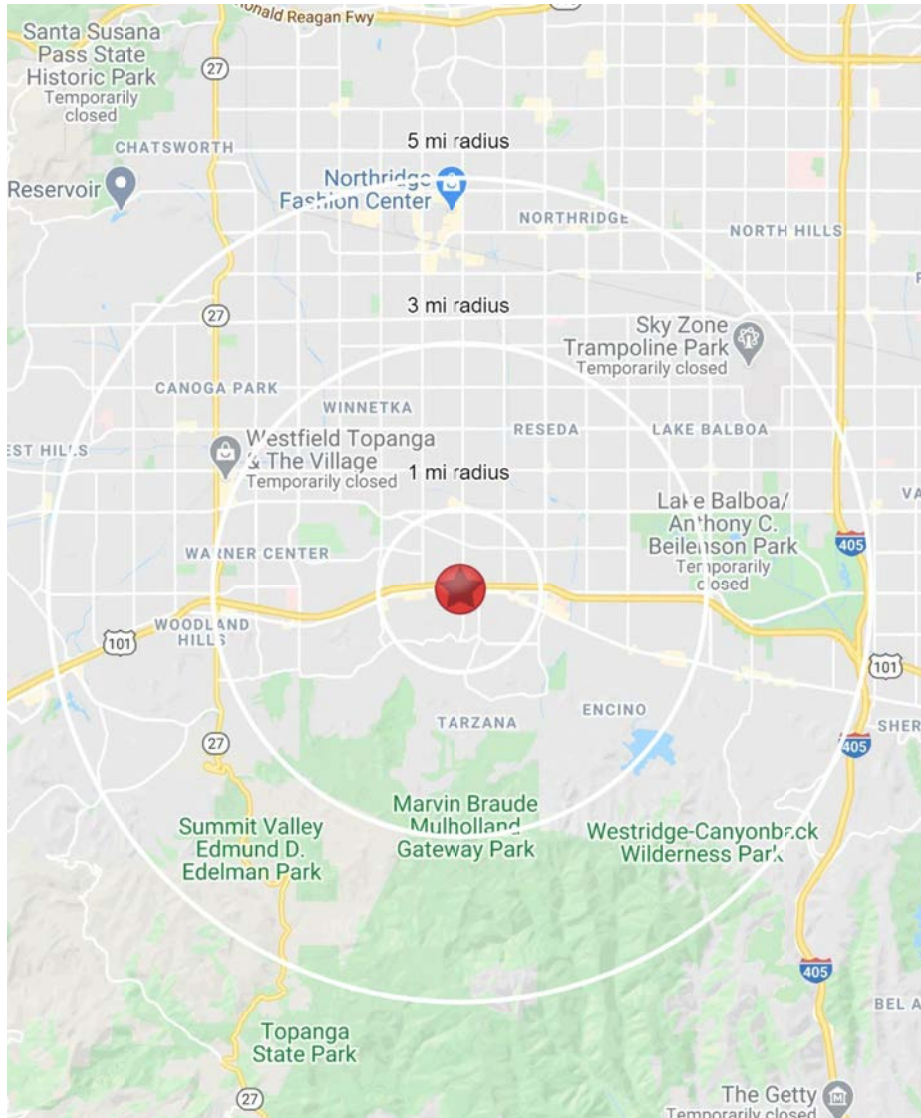 onald Reagan Fwy
Santa Susana
Pass State
Historic Park
Temporarily
closed
27
CHATSWORTH
5 mi radius
Reservoir
Northridge
Fashion Center
NORTHRIDGE
NORTH HILLS
3 mi radius
27
Sky Zone
Trampoline Park
Temporarily closed
CANOGA PARK
WINNETKA
RESEDA
LAKE BALBOA
EST HILLS
Westfield Topanga
& The Village
Temporarily closed
1 mi radius
VA
Lake Balboa/
Anthony C.
Beilenson Park
Temporarily
closed
405
WARNER CENTER
WOODLAND
HILLS
101
101
TARZANA
ENCINO
SHER
27
405
Marvin Braude
Mulholland
Gateway Park
Summit Valley
Edmund D.
Edelman Park
Westridge-Canyonback
Wilderness Park
405
BEL A
Topanga
State Park
27
The Getty
Temporarily closed